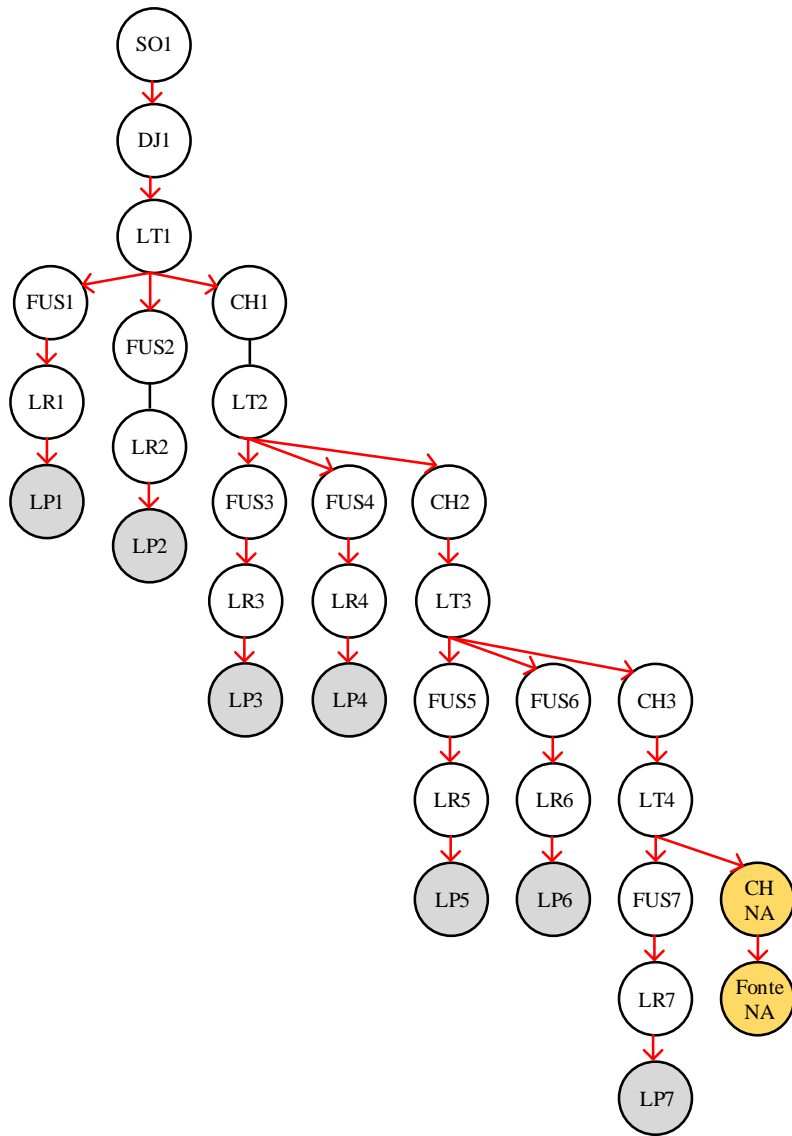 SO1
DJ1
LT1
FUS1
CH1
FUS2
LR1
LT2
LR2
LP1
FUS3
FUS4
CH2
LP2
LR3
LR4
LT3
LP3
LP4
FUS5
FUS6
CH3
LR5
LR6
LT4
LP5
LP6
FUS7
CH
NA
LR7
Fonte
NA
LP7